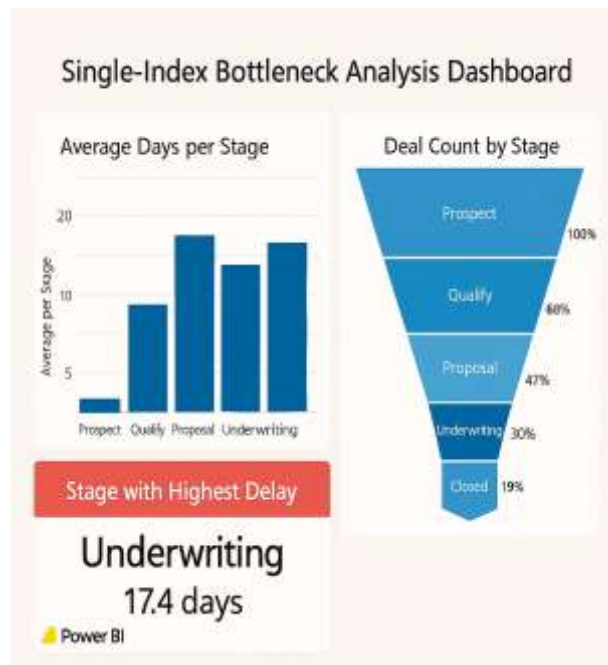 Single-Index Bottleneck Analysis Dashboard
Average Days per Stage
20
10
5
Average per Stage
Prospect Qualify Proposal Underwriting
Deal Count by Stage
Prospect
100%
Qualify
68%
Proposal
47%
Underwriting 30%
Closed 19%
Stage with Highest Delay
Underwriting
17.4 days
Power BI